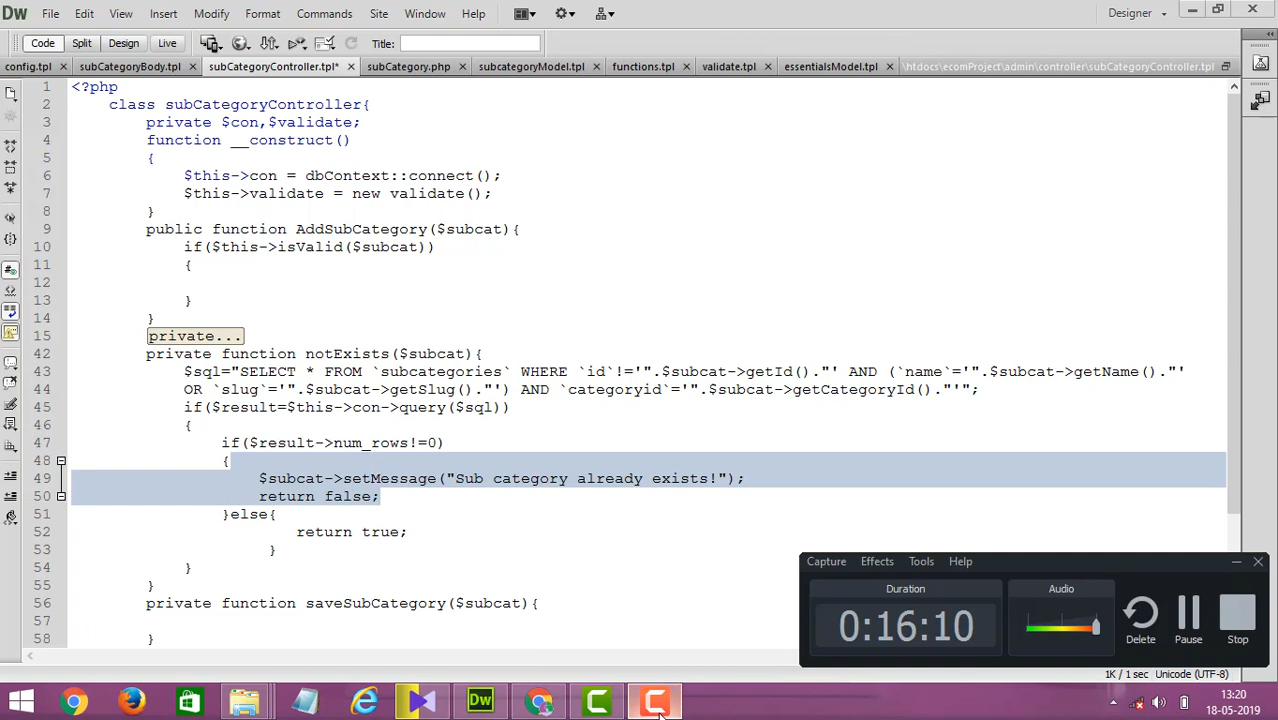 Dw File Edit View Insert Modify Format Commands Site Window Help Designer
Code Split Design Live Title:
config.tpl subCategoryBody.tpl subCategoryController.tpl* subCategory.php subcategoryModel.tpl functions.tpl validate.tpl essentialsModel.tpl \htdocs\ecomProject\admin\controller\subCategoryController.tpl
1 <?php
2 class subCategoryController{
3 private $con,$validate;
4 function __construct()
5 {
6 $this->con = dbContext::connect();
7 $this->validate = new validate();
8 }
9 public function AddSubCategory($subcat){
10 if($this->isValid($subcat))
11 {
12
13 }
14 }
15 private...
42 private function notExists($subcat){
43 $sql="SELECT * FROM `subcategories` WHERE `id`!='".$subcat->getId()."' AND (`name`='".$subcat->getName()."'
44 OR `slug`='".$subcat->getSlug()."') AND `categoryid`='".$subcat->getCategoryId()."'";
45 if($result=$this->con->query($sql))
46 {
47 if($result->num_rows!=0)
48 {
49 $subcat->setMessage("Sub category already exists!");
50 return false;
51 }else{
52 return true;
53 }
54 }
55 }
56 private function saveSubCategory($subcat){
57
58 }
Capture Effects Tools Help
Duration Audio
0:16:10
Delete Pause Stop
1K / 1 sec Unicode (UTF-8)
Dw
13:20
18-05-2019